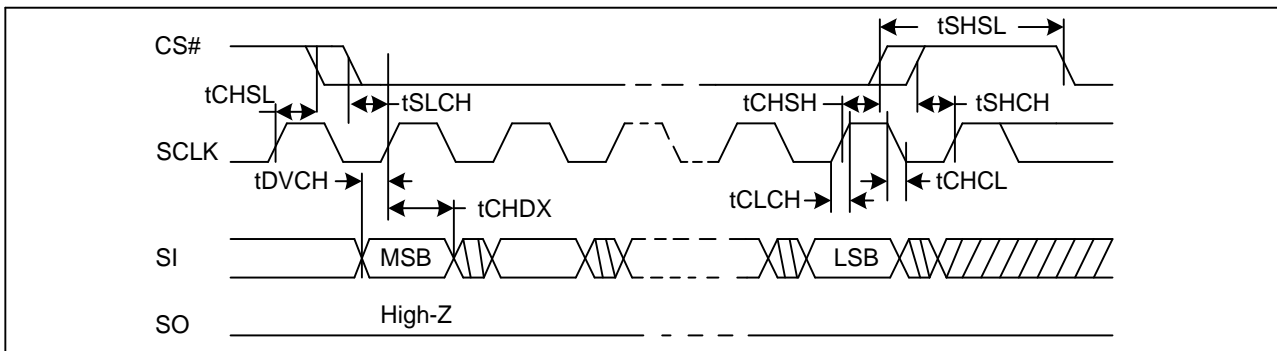 tSHSL
CS#
tCHSL
tSLCH
tCHSH
tSHCH
SCLK
tDVCH
tCLCH
tCHCL
tCHDX
SI
MSB
LSB
High-Z
SO